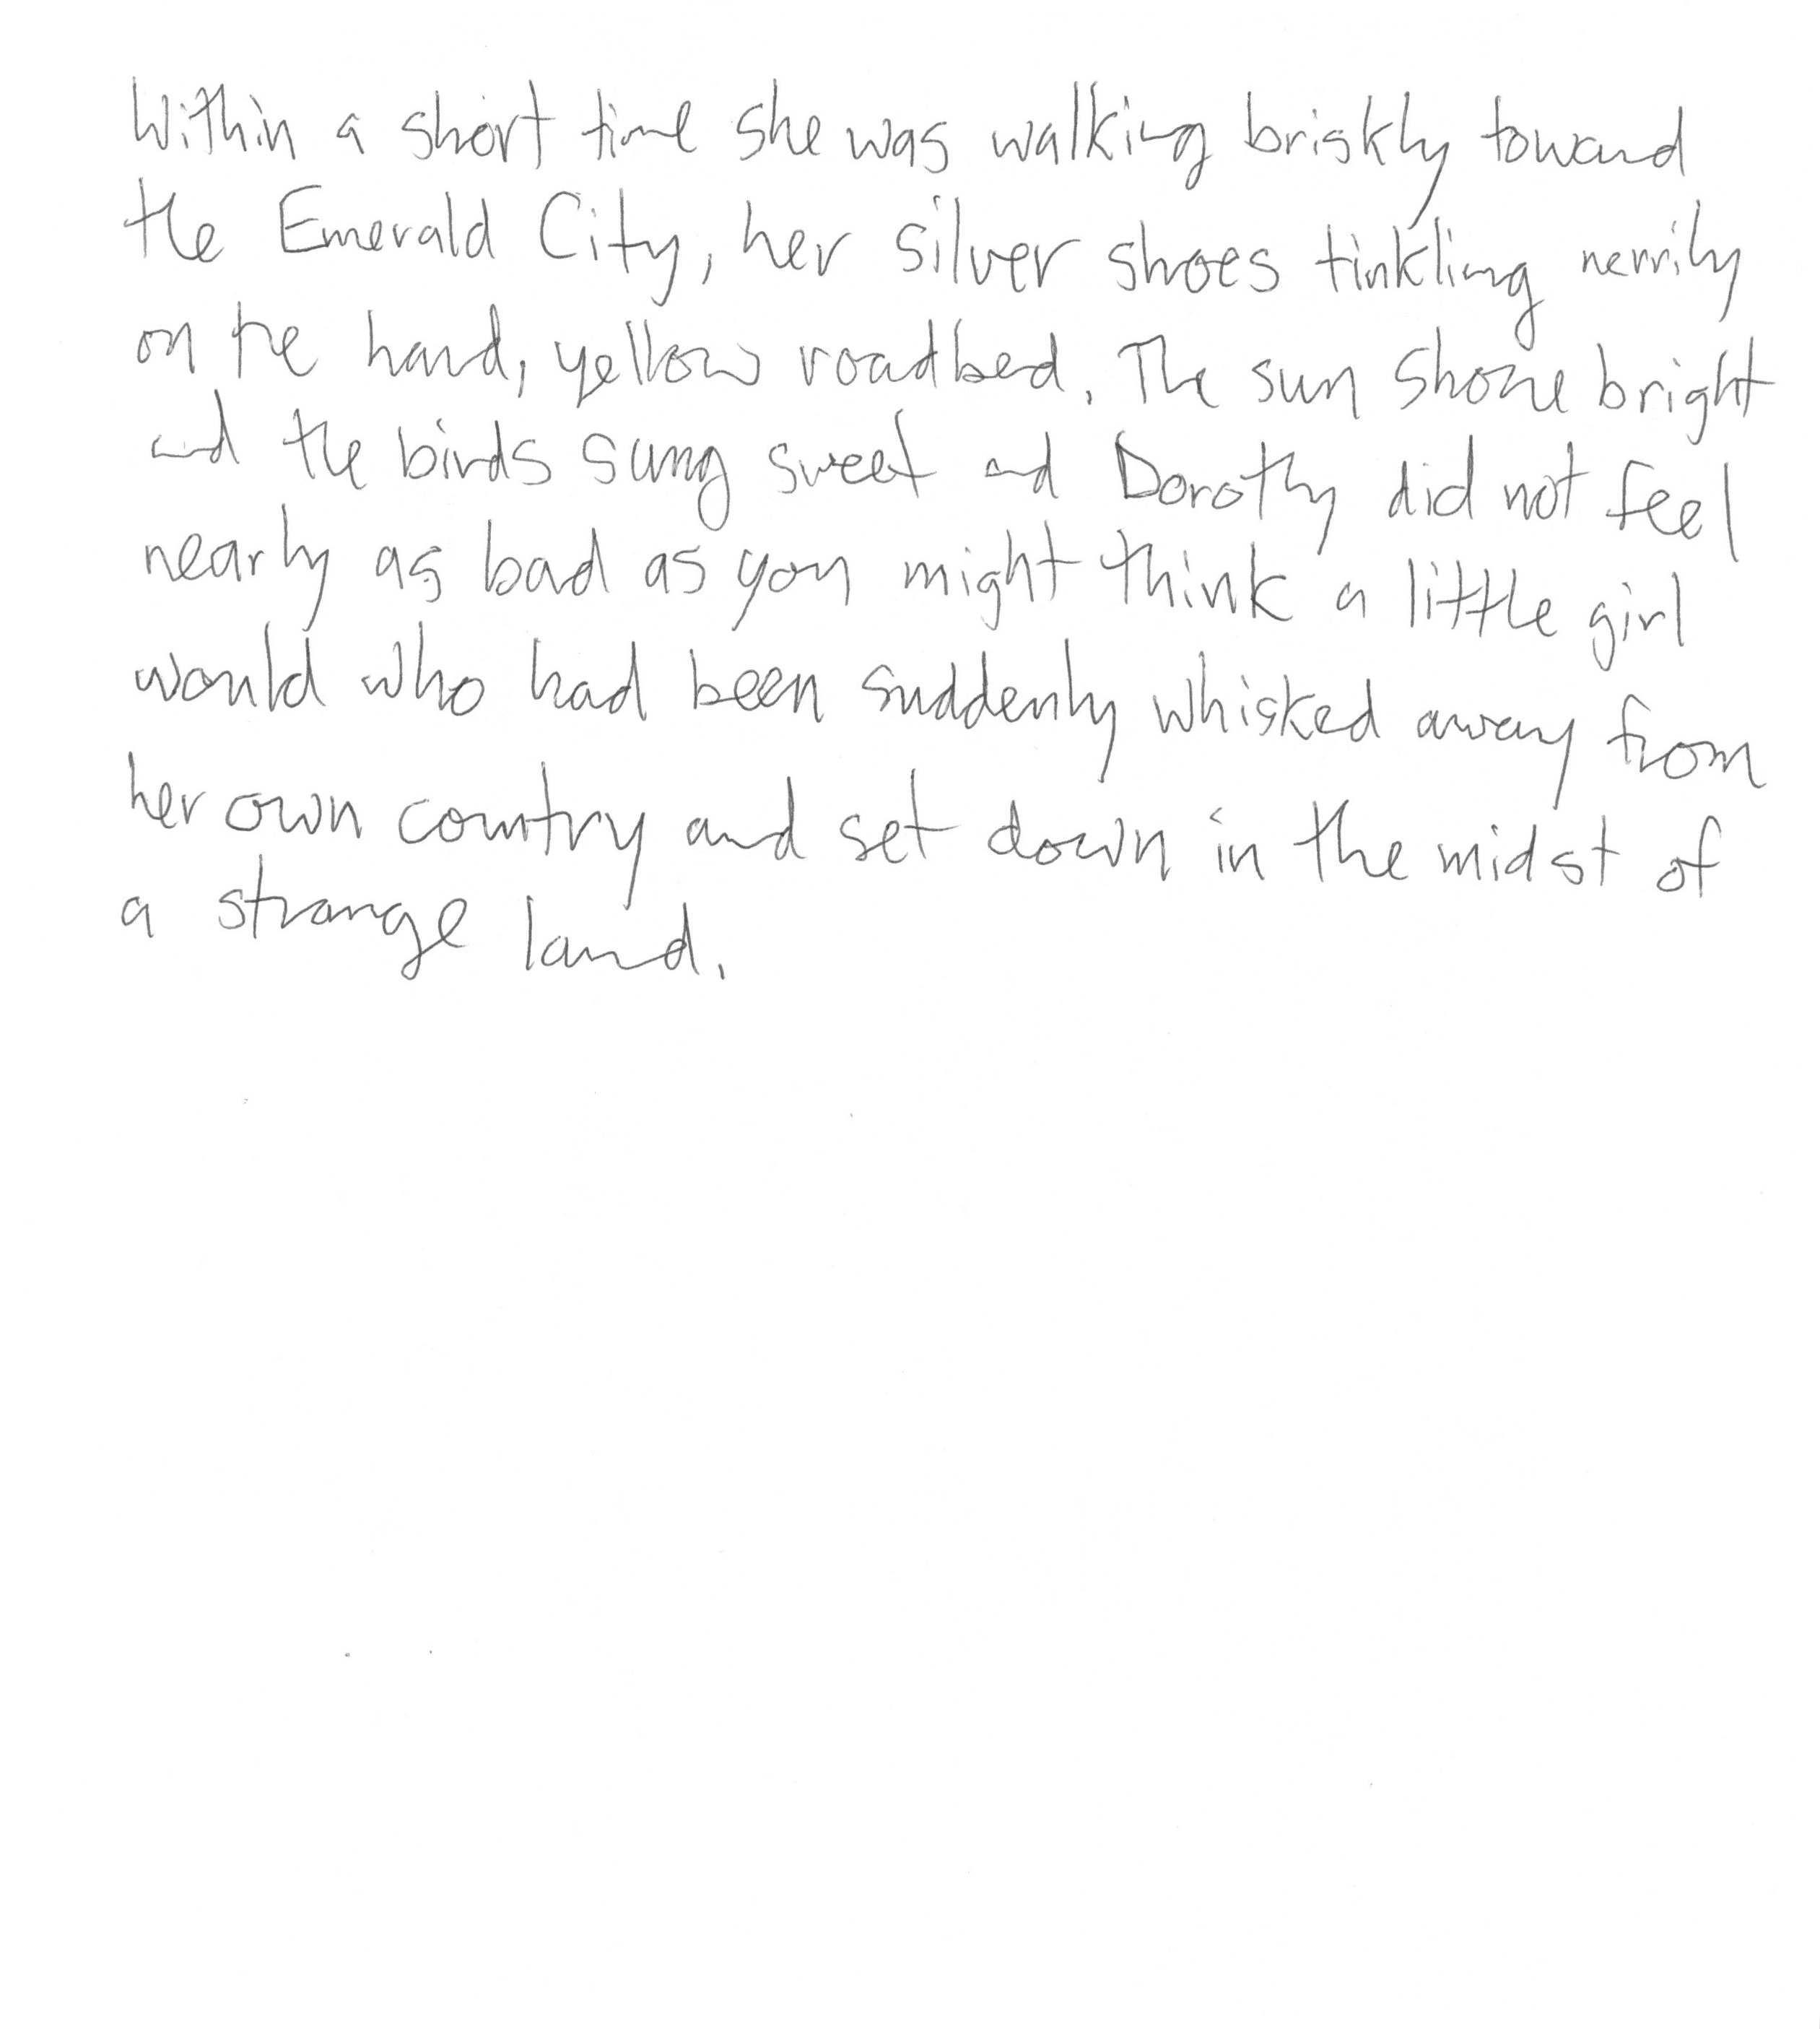 Within a short time she was walking briskly toward
the Emerald City, her silver shoes tinkling merrily
on the hard, yellow roadbed. The sun shone bright
and the birds sung sweet and Dorothy did not feel
nearly as bad as you might think a little girl
would who had been suddenly whisked away from
her own country and set down in the midst of
a strange land.